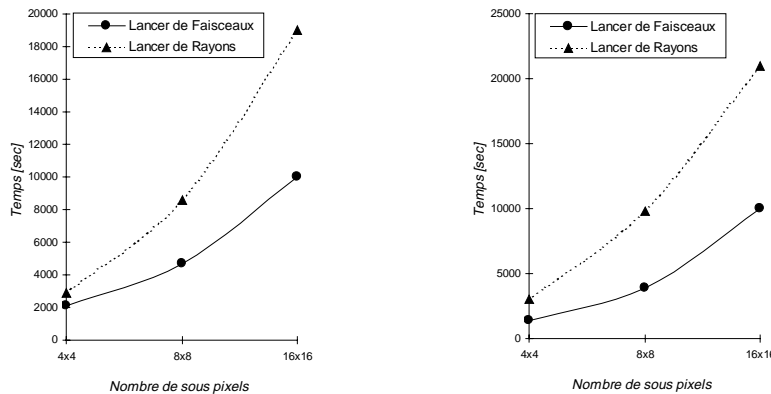 20000
18000
16000
14000
12000
10000
8000
6000
4000
2000
0
Temps [sec]
Lancer de Faisceaux
Lancer de Rayons
4x4
8x8
16x16
Nombre de sous pixels
25000
20000
15000
10000
5000
0
Temps [sec]
Lancer de Faisceaux
Lancer de Rayons
4x4
8x8
16x16
Nombre de sous pixels